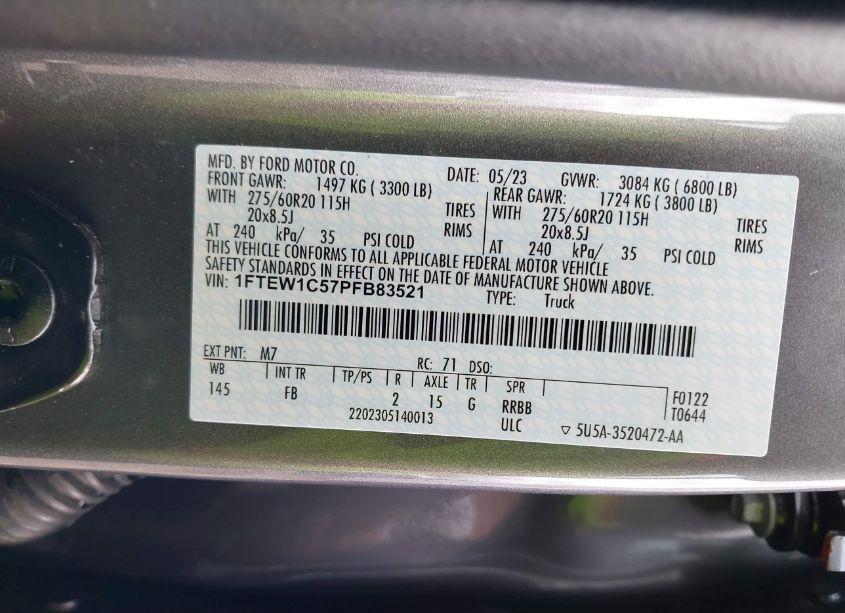 MFD. BY FORD MOTOR CO. DATE: 05/23 GVWR: 3084 KG ( 6800 LB)
FRONT GAWR: 1497 KG ( 3300 LB) REAR GAWR: 1724 KG ( 3800 LB)
WITH 275/60R20 115H TIRES WITH 275/60R20 115H TIRES
20x8.5J RIMS 20x8.5J RIMS
AT 240 kPa/ 35 PSI COLD AT 240 kPa/ 35 PSI COLD
THIS VEHICLE CONFORMS TO ALL APPLICABLE FEDERAL MOTOR VEHICLE
SAFETY STANDARDS IN EFFECT ON THE DATE OF MANUFACTURE SHOWN ABOVE.
VIN: 1FTEW1C57PFB83521 TYPE: Truck
EXT PNT: M7 RC: 71 DSO:
WB INT TR TP/PS R AXLE TR SPR
145 FB 2 15 G RRBB F0122
2202305140013 ULC T0644
▽ 5U5A-3520472-AA